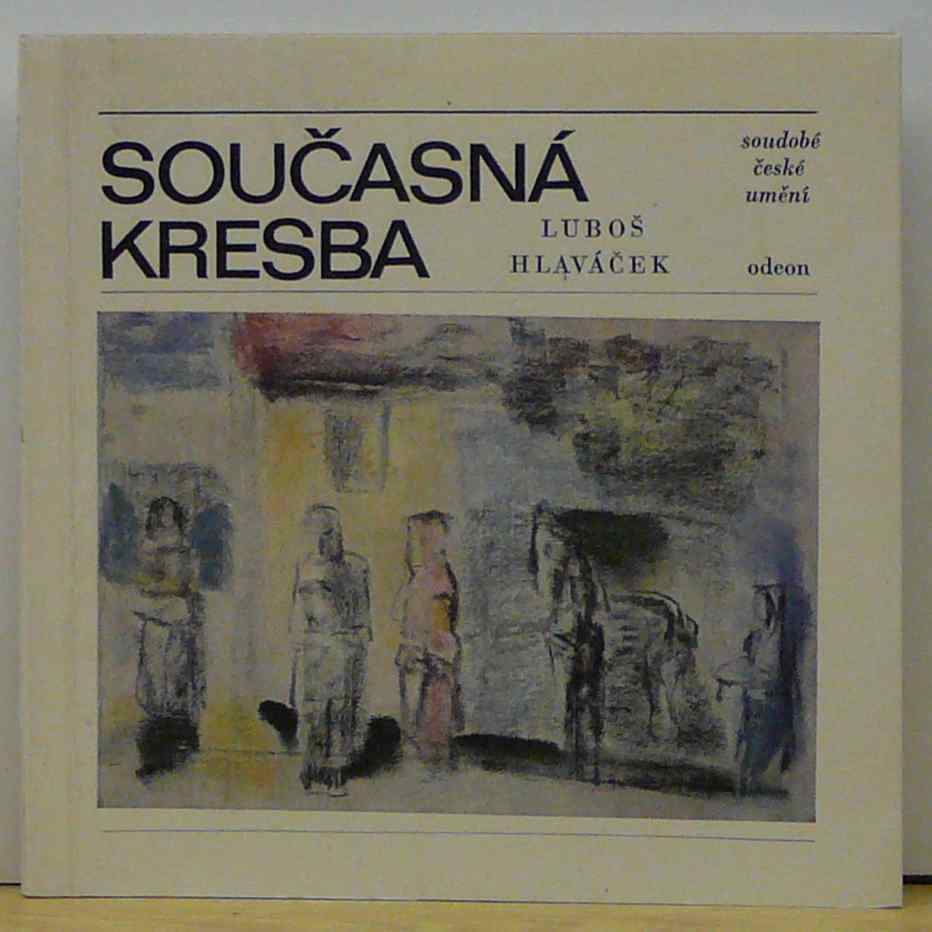 SOUČASNÁ
KRESBA
LUBOŠ
HLAVÁČEK
soudobé
české
umění
odeon